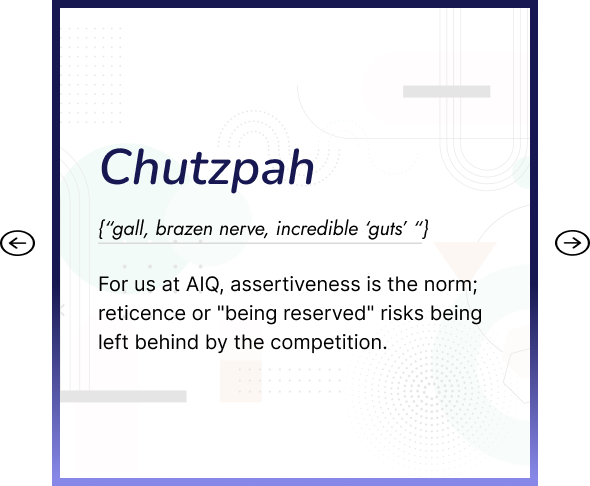 Chutzpah
{“gall, brazen nerve, incredible ‘guts’ “}
For us at AIQ, assertiveness is the norm;
reticence or "being reserved" risks being
left behind by the competition.